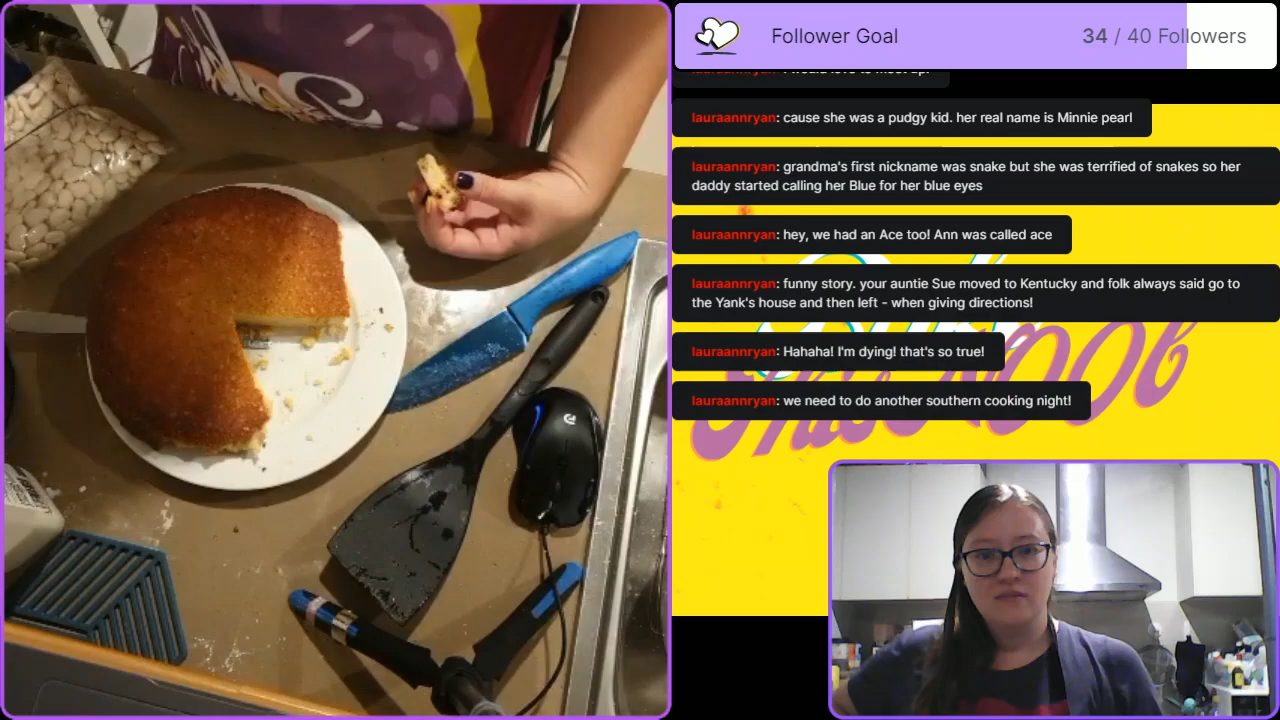 Follower Goal
34 / 40 Followers
lauraannryan: cause she was a pudgy kid. her real name is Minnie pearl
lauraannryan: grandma's first nickname was snake but she was terrified of snakes so her
daddy started calling her Blue for her blue eyes
lauraannryan: hey, we had an Ace too! Ann was called ace
lauraannryan: funny story. your auntie Sue moved to Kentucky and folk always said go to
the Yank's house and then left - when giving directions!
lauraannryan: Hahaha! I'm dying! that's so true!
lauraannryan: we need to do another southern cooking night!